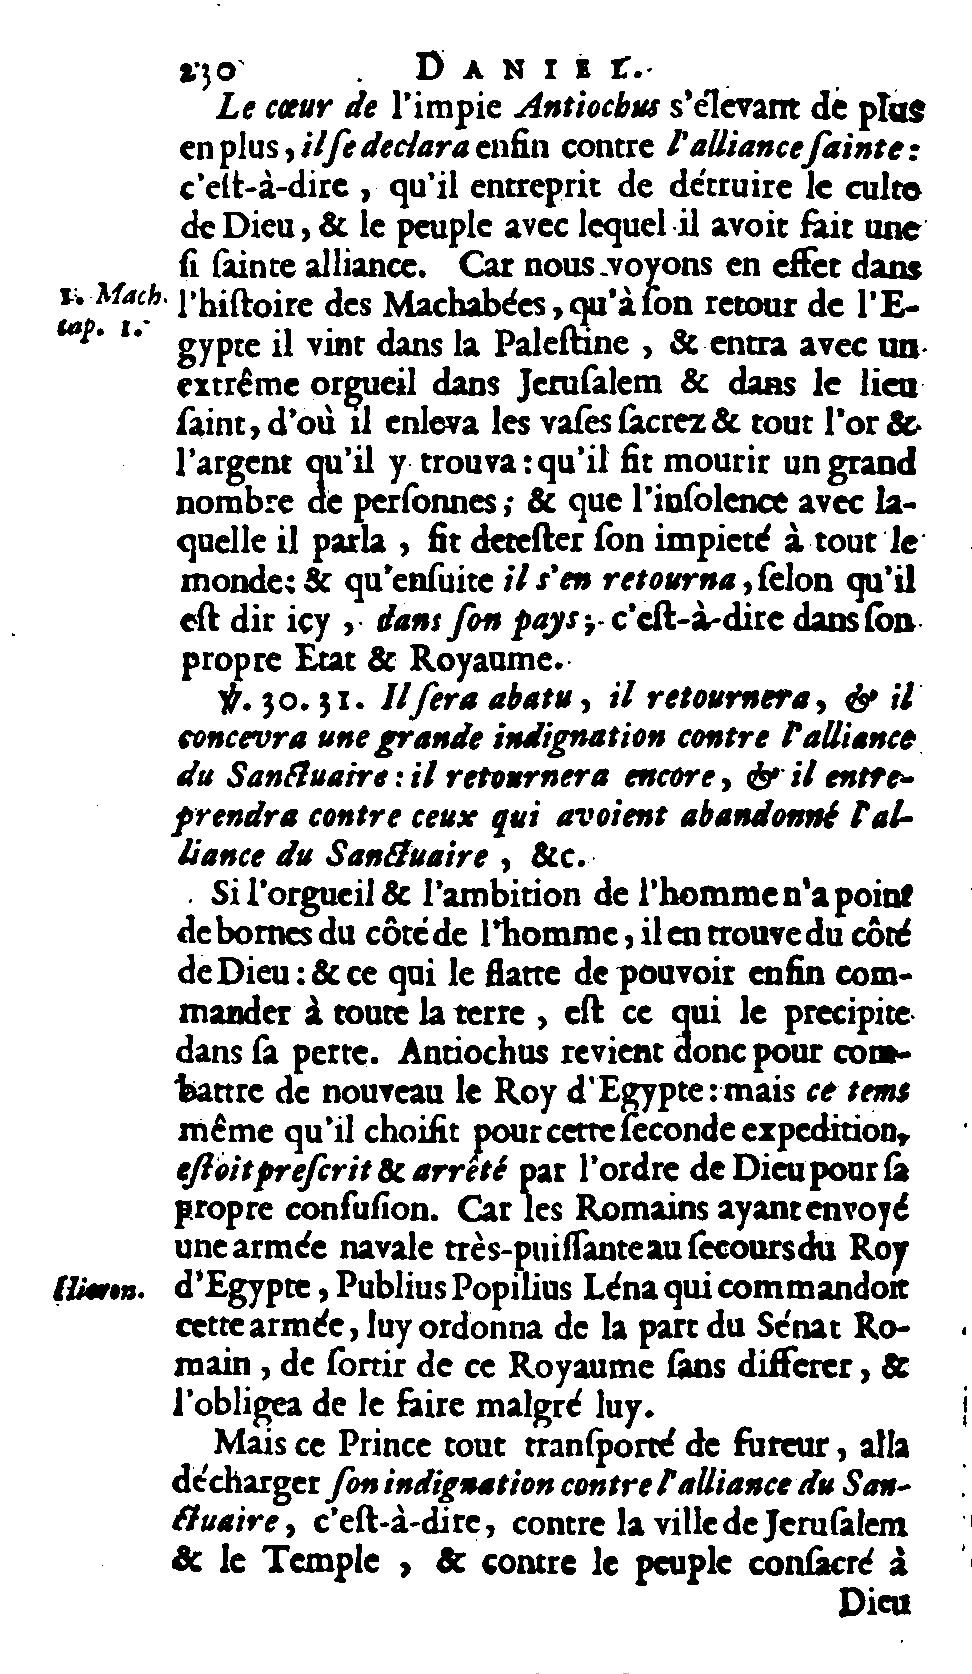 230 DANIEL.
Le cœur de l'impie Antiochus s'élevant de plus
en plus, il ſe declara enfin contre l'alliance ſainte:
c'eſt-à-dire, qu'il entreprit de détruire le culte
de Dieu, & le peuple avec lequel il avoit fait une
ſi ſainte alliance. Car nous voyons en effet dans
1. Mach. l'hiſtoire des Machabées, qu'à ſon retour de l'E-
cap. 1. gypte il vint dans la Paleſtine, & entra avec un
extrême orgueil dans Jeruſalem & dans le lieu
ſaint, d'où il enleva les vaſes ſacrez & tout l'or &
l'argent qu'il y trouva: qu'il fit mourir un grand
nombre de perſonnes; & que l'inſolence avec la-
quelle il parla, fit deteſter ſon impieté à tout le
monde: & qu'enſuite il s'en retourna, ſelon qu'il
eſt dit icy, dans ſon pays; c'eſt-à-dire dans ſon
propre Etat & Royaume.
℣. 30. 31. Il ſera abatu, il retournera, & il
concevra une grande indignation contre l'alliance
du Sanctuaire: il retournera encore, & il entre-
prendra contre ceux qui avoient abandonné l'al-
liance du Sanctuaire, &c.
Si l'orgueil & l'ambition de l'homme n'a point
de bornes du côté de l'homme, il en trouve du côté
de Dieu: & ce qui le flatte de pouvoir enfin com-
mander à toute la terre, eſt ce qui le precipite
dans ſa perte. Antiochus revient donc pour com-
battre de nouveau le Roy d'Egypte: mais ce tems
même qu'il choiſit pour cette ſeconde expedition,
eſtoit preſcrit & arrêté par l'ordre de Dieu pour ſa
propre confuſion. Car les Romains ayant envoyé
une armée navale très-puiſſante au ſecours du Roy
Hieron. d'Egypte, Publius Popilius Léna qui commandoit
cette armée, luy ordonna de la part du Sénat Ro-
main, de ſortir de ce Royaume ſans differer, &
l'obligea de le faire malgré luy.
Mais ce Prince tout tranſporté de fureur, alla
décharger ſon indignation contre l'alliance du San-
ctuaire, c'eſt-à-dire, contre la ville de Jeruſalem
& le Temple, & contre le peuple conſacré à
Dieu